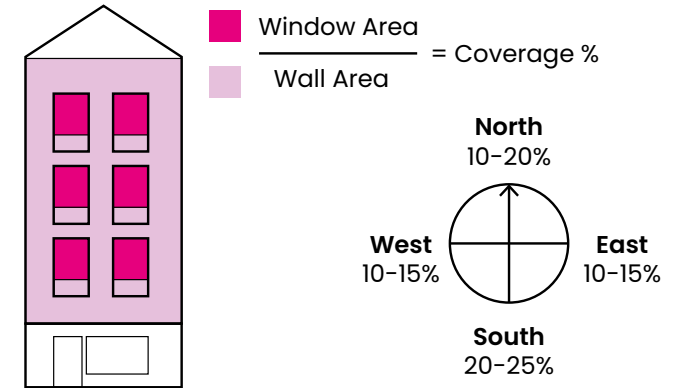 Window Area
Wall Area
= Coverage %
North
10-20%
West
10-15%
East
10-15%
South
20-25%